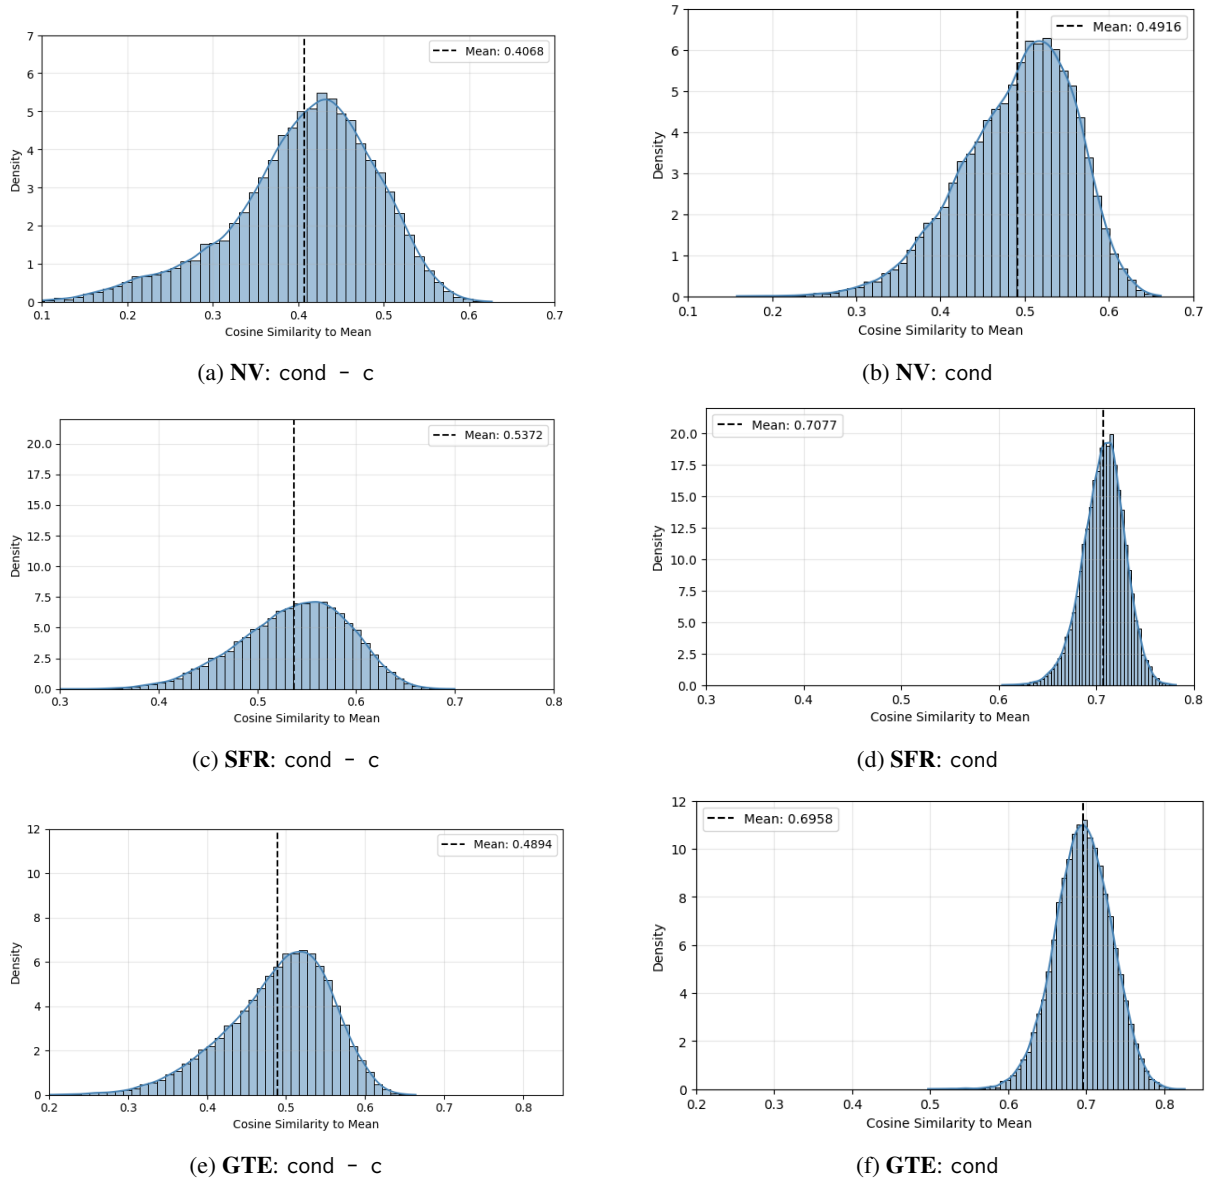 7
6
5
4
3
2
1
0
Density
Mean: 0.4068
0.1 0.2 0.3 0.4 0.5 0.6 0.7
Cosine Similarity to Mean
(a) NV: cond - c
7
6
5
4
3
2
1
0
Density
Mean: 0.4916
0.1 0.2 0.3 0.4 0.5 0.6 0.7
Cosine Similarity to Mean
(b) NV: cond
20.0
17.5
15.0
12.5
10.0
7.5
5.0
2.5
0.0
Density
Mean: 0.5372
0.3 0.4 0.5 0.6 0.7 0.8
Cosine Similarity to Mean
(c) SFR: cond - c
20.0
17.5
15.0
12.5
10.0
7.5
5.0
2.5
0.0
Density
Mean: 0.7077
0.3 0.4 0.5 0.6 0.7 0.8
Cosine Similarity to Mean
(d) SFR: cond
12
10
8
6
4
2
0
Density
Mean: 0.4894
0.2 0.3 0.4 0.5 0.6 0.7 0.8
Cosine Similarity to Mean
(e) GTE: cond - c
12
10
8
6
4
2
0
Density
Mean: 0.6958
0.2 0.3 0.4 0.5 0.6 0.7 0.8
Cosine Similarity to Mean
(f) GTE: cond